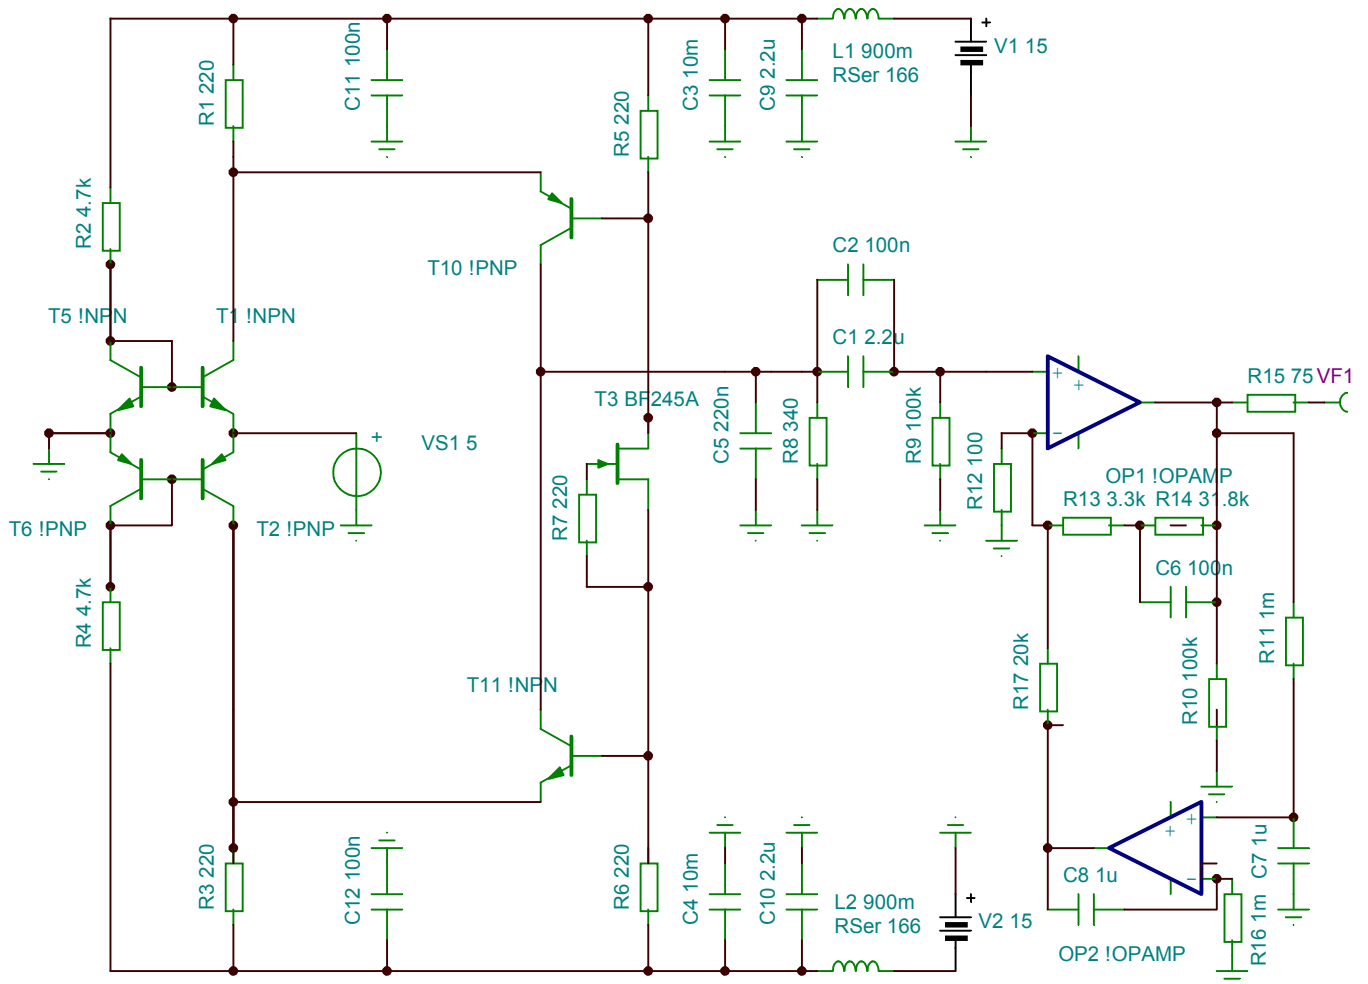 R1 220
C11 100n
R5 220
C3 10m
C9 2.2u
L1 900m
RSer 166
+
V1 15
R2 4.7k
T10 !PNP
C2 100n
T5 !NPN
T1 !NPN
C1 2.2u
T3 BF245A
C5 220n
R8 340
R9 100k
+
+
−
R15 75
VF1
+
VS1 5
R12 100
OP1 !OPAMP
R13 3.3k
R14 31.8k
T6 !PNP
T2 !PNP
R7 220
C6 100n
R4 4.7k
R11 1m
R17 20k
R10 100k
T11 !NPN
+
+
−
R3 220
C12 100n
R6 220
C4 10m
C10 2.2u
L2 900m
RSer 166
+
V2 15
C8 1u
C7 1u
R16 1m
OP2 !OPAMP